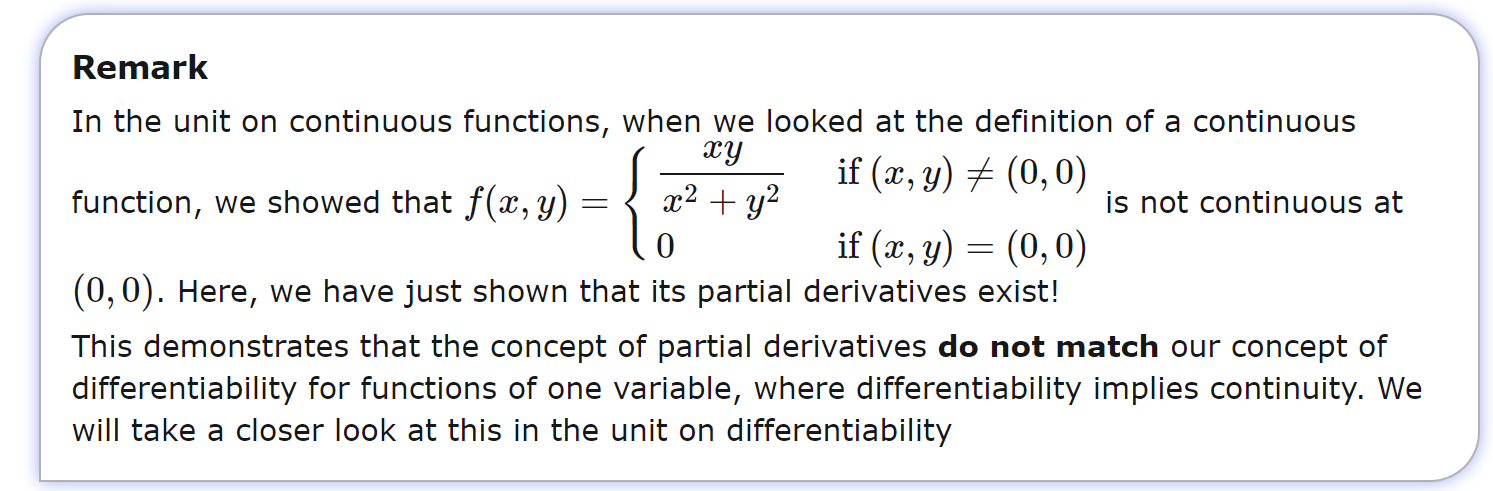 Remark
In the unit on continuous functions, when we looked at the definition of a continuous
function, we showed that $f(x, y) = \begin{cases} \dfrac{xy}{x^2 + y^2} & \text{if } (x, y) \neq (0, 0) \\ 0 & \text{if } (x, y) = (0, 0) \end{cases}$ is not continuous at
$(0, 0)$. Here, we have just shown that its partial derivatives exist!
This demonstrates that the concept of partial derivatives do not match our concept of
differentiability for functions of one variable, where differentiability implies continuity. We
will take a closer look at this in the unit on differentiability